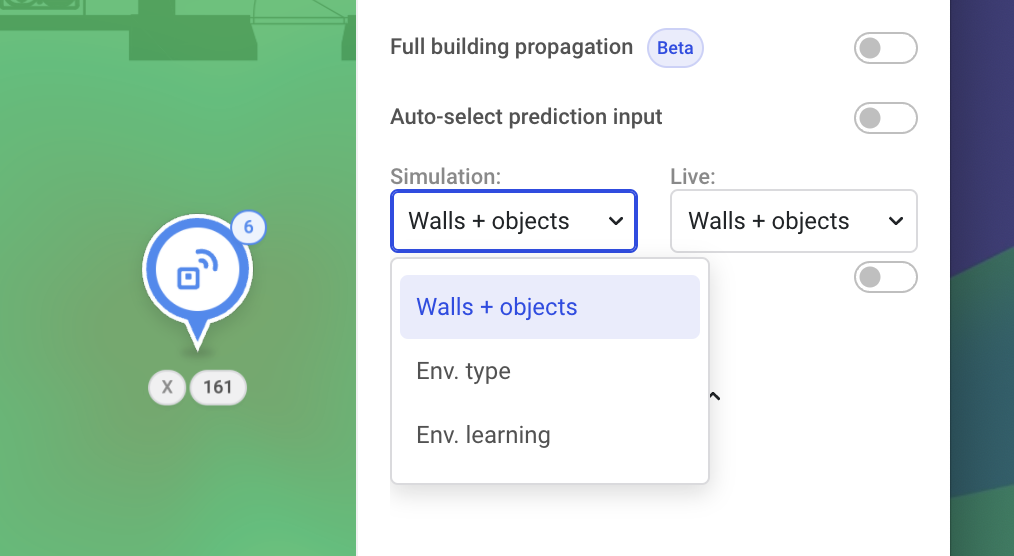 Full building propagation Beta
Auto-select prediction input
Simulation: Live:
Walls + objects Walls + objects
6
Walls + objects
Env. type
X 161
Env. learning